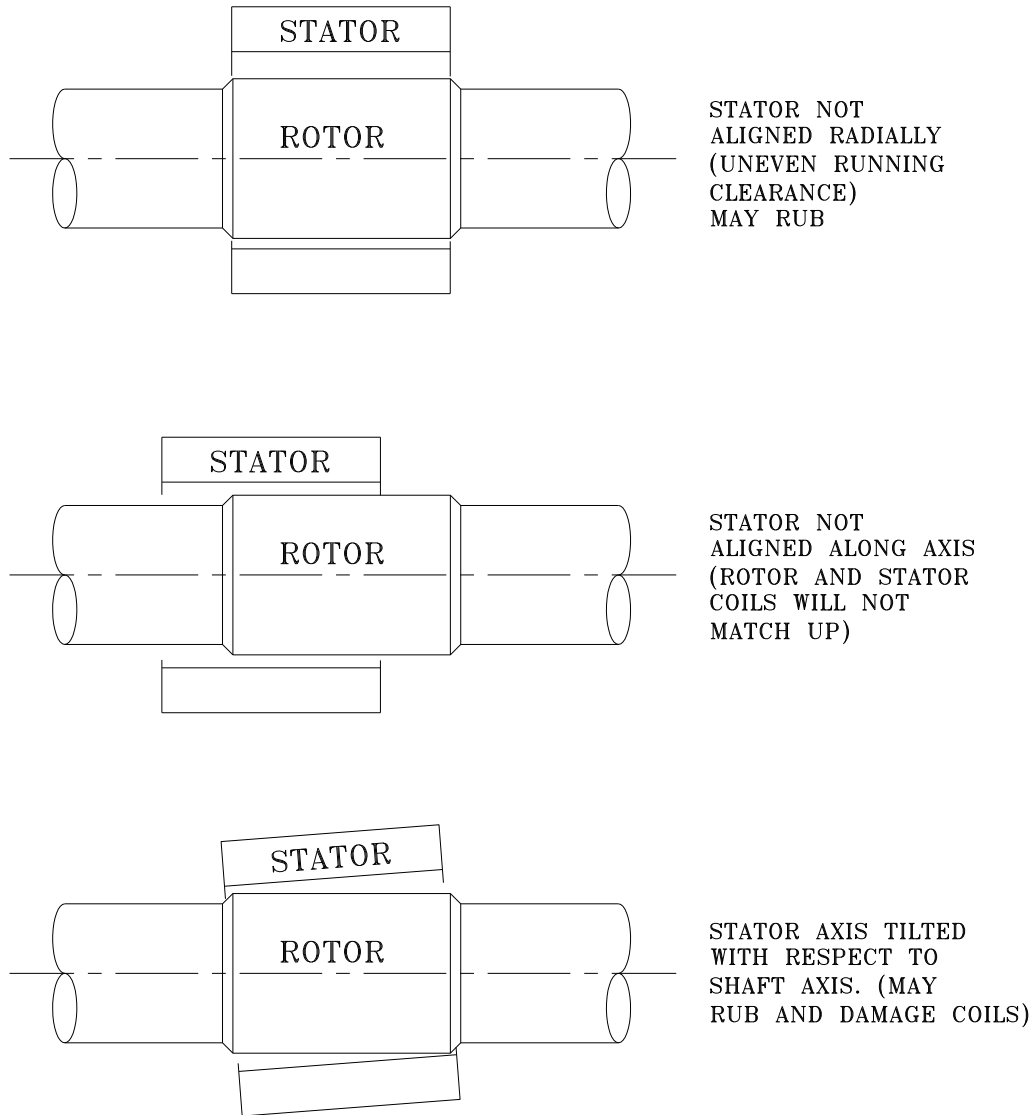 STATOR
ROTOR
STATOR NOT
ALIGNED RADIALLY
(UNEVEN RUNNING
CLEARANCE)
MAY RUB
STATOR
ROTOR
STATOR NOT
ALIGNED ALONG AXIS
(ROTOR AND STATOR
COILS WILL NOT
MATCH UP)
STATOR
ROTOR
STATOR AXIS TILTED
WITH RESPECT TO
SHAFT AXIS. (MAY
RUB AND DAMAGE COILS)